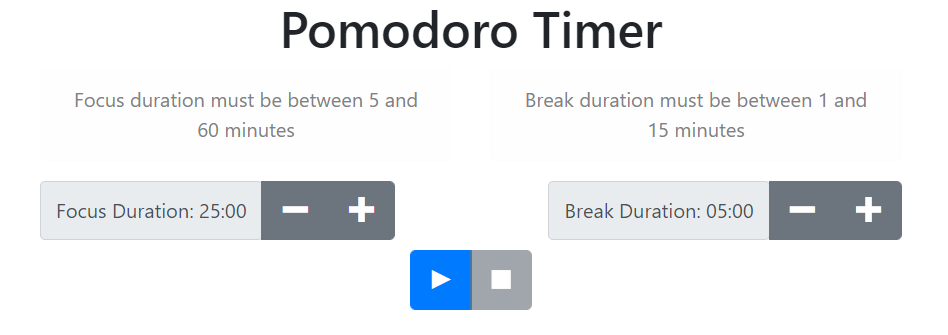 Pomodoro Timer
Focus duration must be between 5 and
60 minutes
Break duration must be between 1 and
15 minutes
Focus Duration: 25:00
Break Duration: 05:00